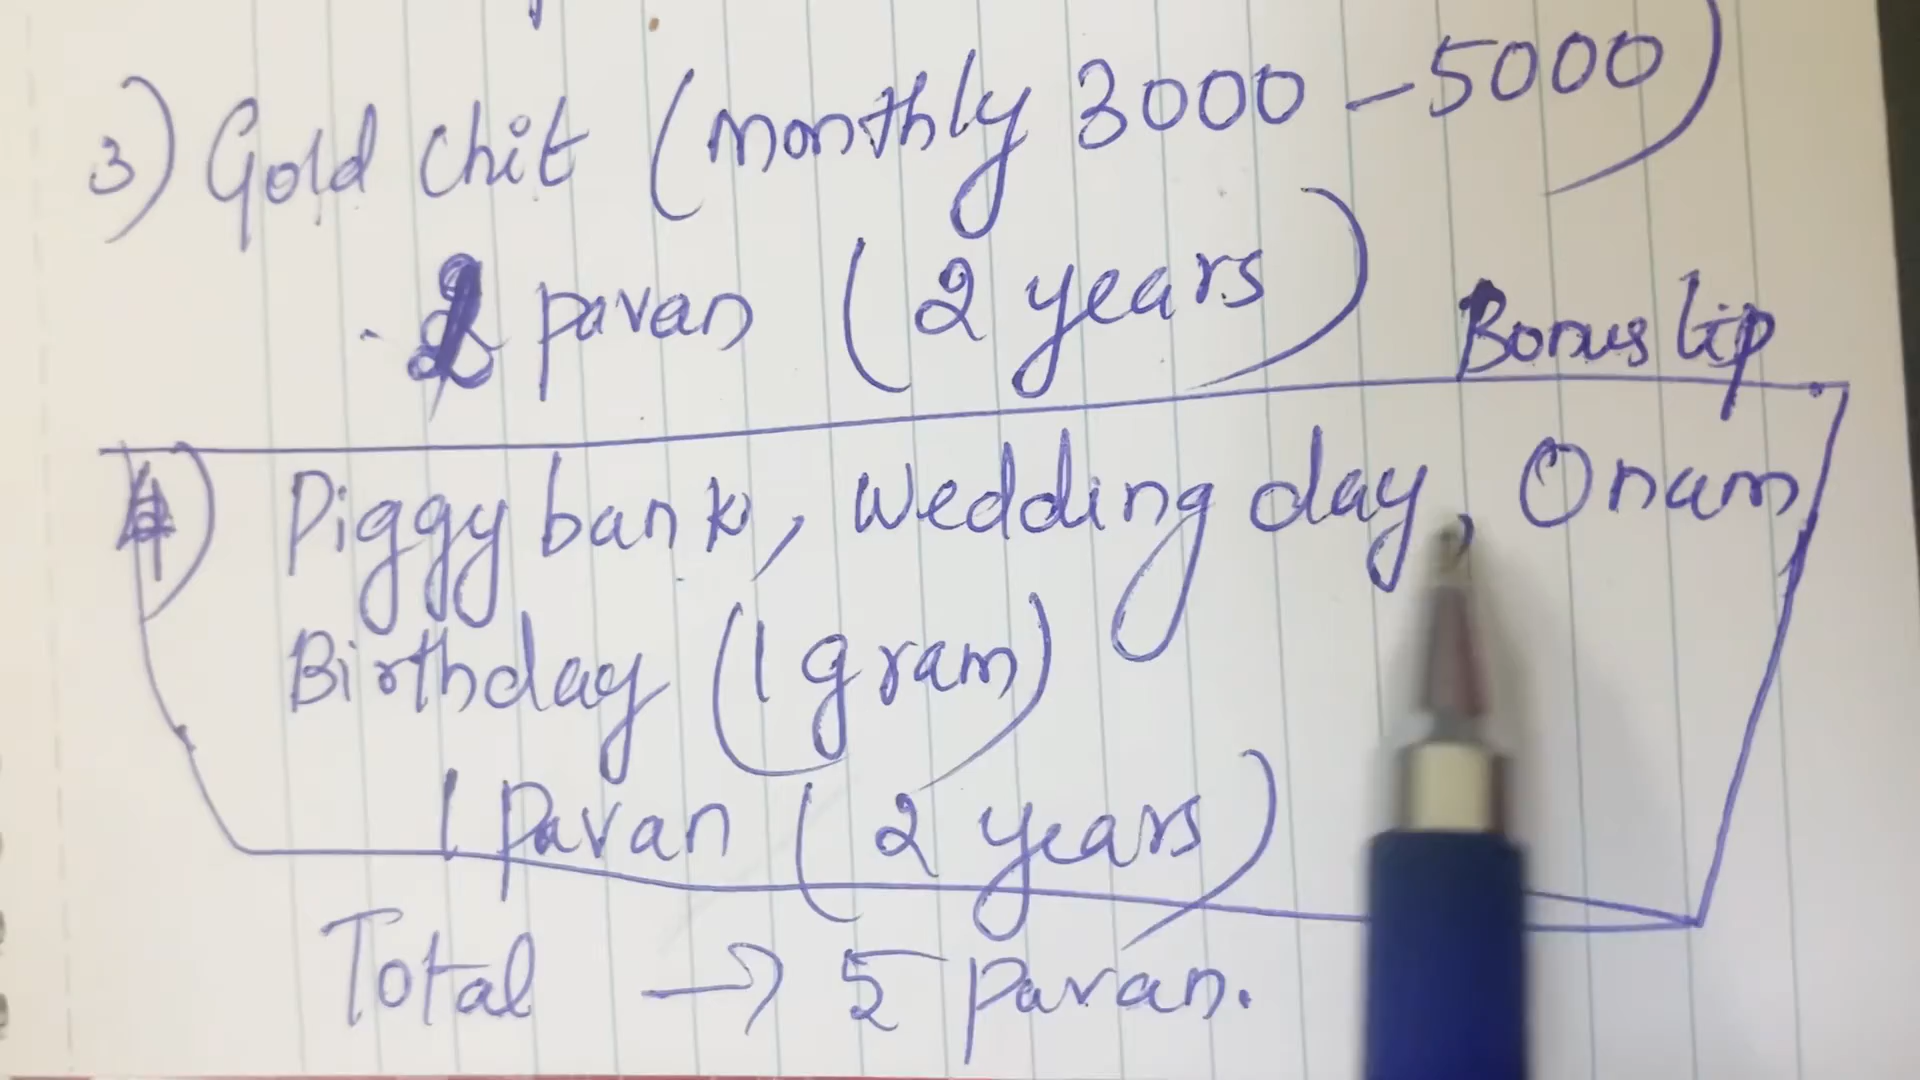 3) Gold chit (monthly 3000 - 5000)
pavan (2 years)
Bonus tip
4) Piggy bank, wedding day, Onam
Birthday (1 gram)
1 Pavan (2 years)
Total → 5 pavan.